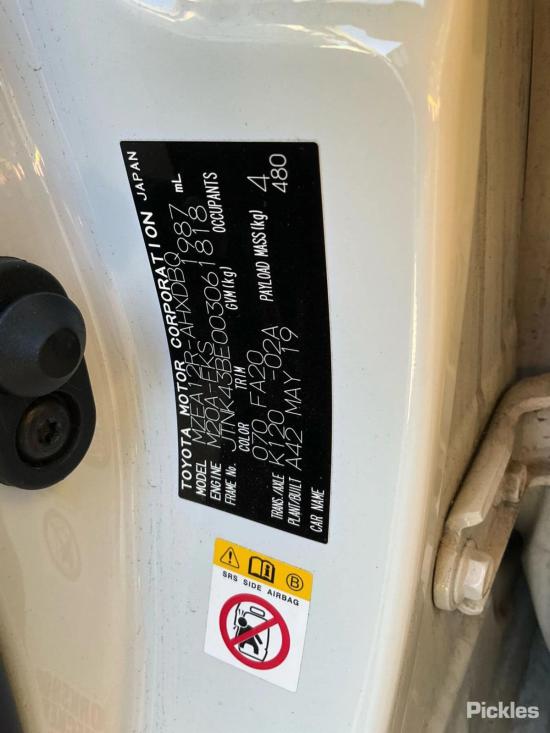 TOYOTA MOTOR CORPORATION JAPAN
MODEL MZEA12R-AHXDBQ
ENGINE M20A-FKS 1987 mL
FRAME No. JTNK43BE003061818
COLOR TRIM GVM(kg) OCCUPANTS
070 FA20 4
TRANS./AXLE K120 F-02A PAYLOAD MASS(kg) 480
PLANT/BUILT A42 MAY 19
CAR NAME
B
SRS SIDE AIRBAG
Pickles